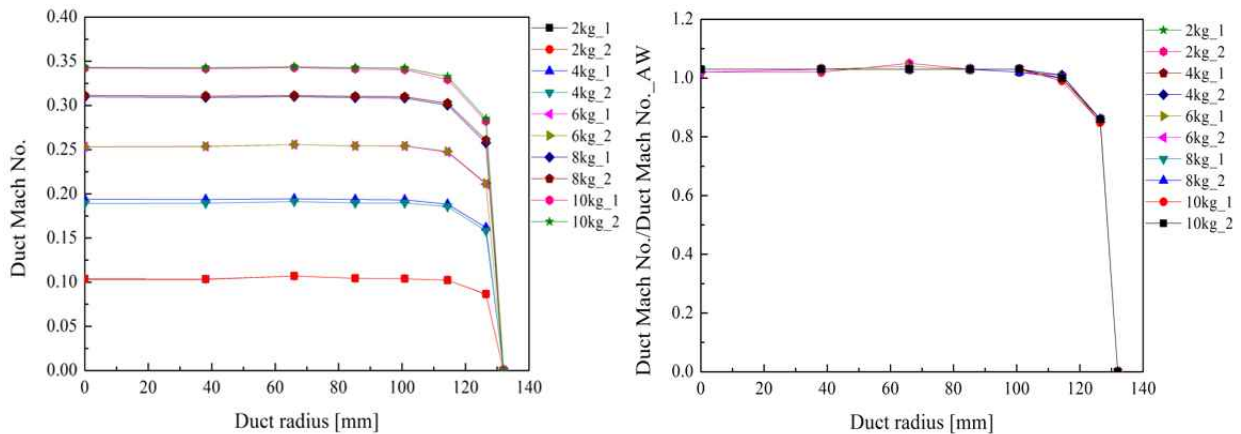 0.40
0.35
0.30
0.25
0.20
0.15
0.10
0.05
0.00
Duct Mach No.
0 20 40 60 80 100 120 140
Duct radius [mm]
2kg_1
2kg_2
4kg_1
4kg_2
6kg_1
6kg_2
8kg_1
8kg_2
10kg_1
10kg_2
1.2
1.0
0.8
0.6
0.4
0.2
0.0
Duct Mach No./Duct Mach No._AW
0 20 40 60 80 100 120 140
Duct radius [mm]
2kg_1
2kg_2
4kg_1
4kg_2
6kg_1
6kg_2
8kg_1
8kg_2
10kg_1
10kg_2